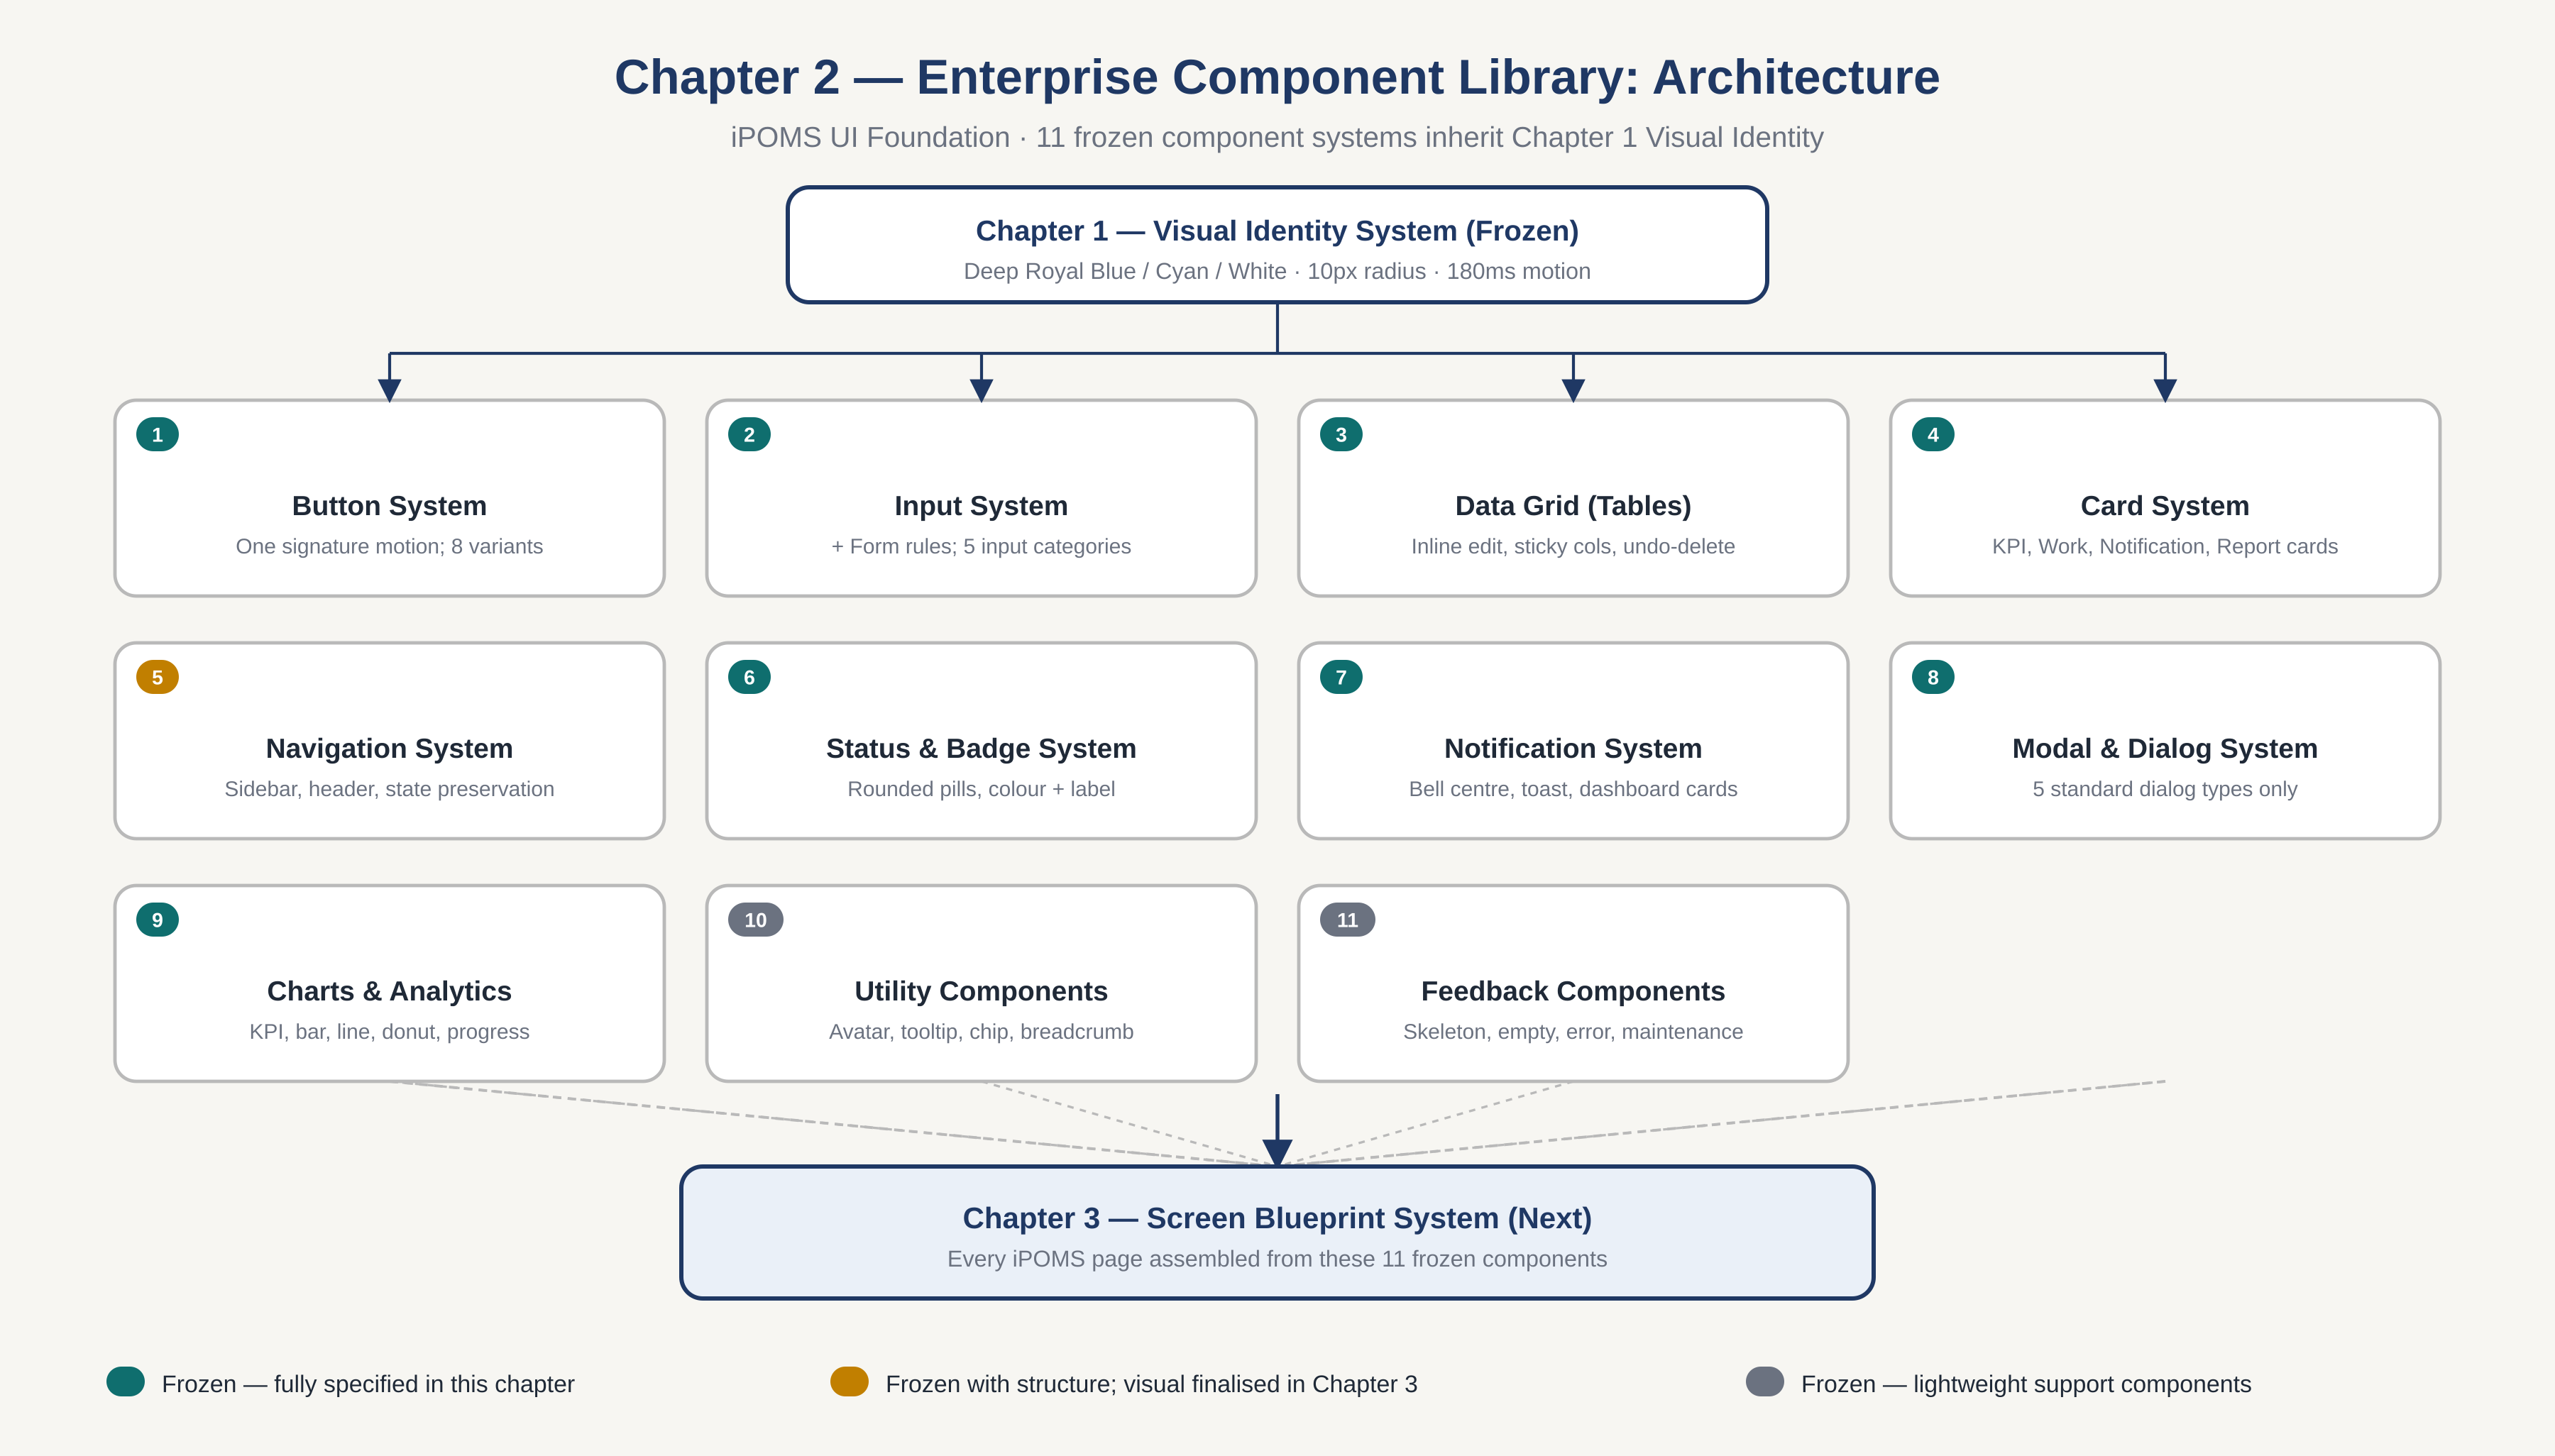 Chapter 2 — Enterprise Component Library: Architecture
iPOMS UI Foundation · 11 frozen component systems inherit Chapter 1 Visual Identity
Chapter 1 — Visual Identity System (Frozen)
Deep Royal Blue / Cyan / White · 10px radius · 180ms motion
1
Button System
One signature motion; 8 variants
2
Input System
+ Form rules; 5 input categories
3
Data Grid (Tables)
Inline edit, sticky cols, undo-delete
4
Card System
KPI, Work, Notification, Report cards
5
Navigation System
Sidebar, header, state preservation
6
Status & Badge System
Rounded pills, colour + label
7
Notification System
Bell centre, toast, dashboard cards
8
Modal & Dialog System
5 standard dialog types only
9
Charts & Analytics
KPI, bar, line, donut, progress
10
Utility Components
Avatar, tooltip, chip, breadcrumb
11
Feedback Components
Skeleton, empty, error, maintenance
Chapter 3 — Screen Blueprint System (Next)
Every iPOMS page assembled from these 11 frozen components
Frozen — fully specified in this chapter
Frozen with structure; visual finalised in Chapter 3
Frozen — lightweight support components